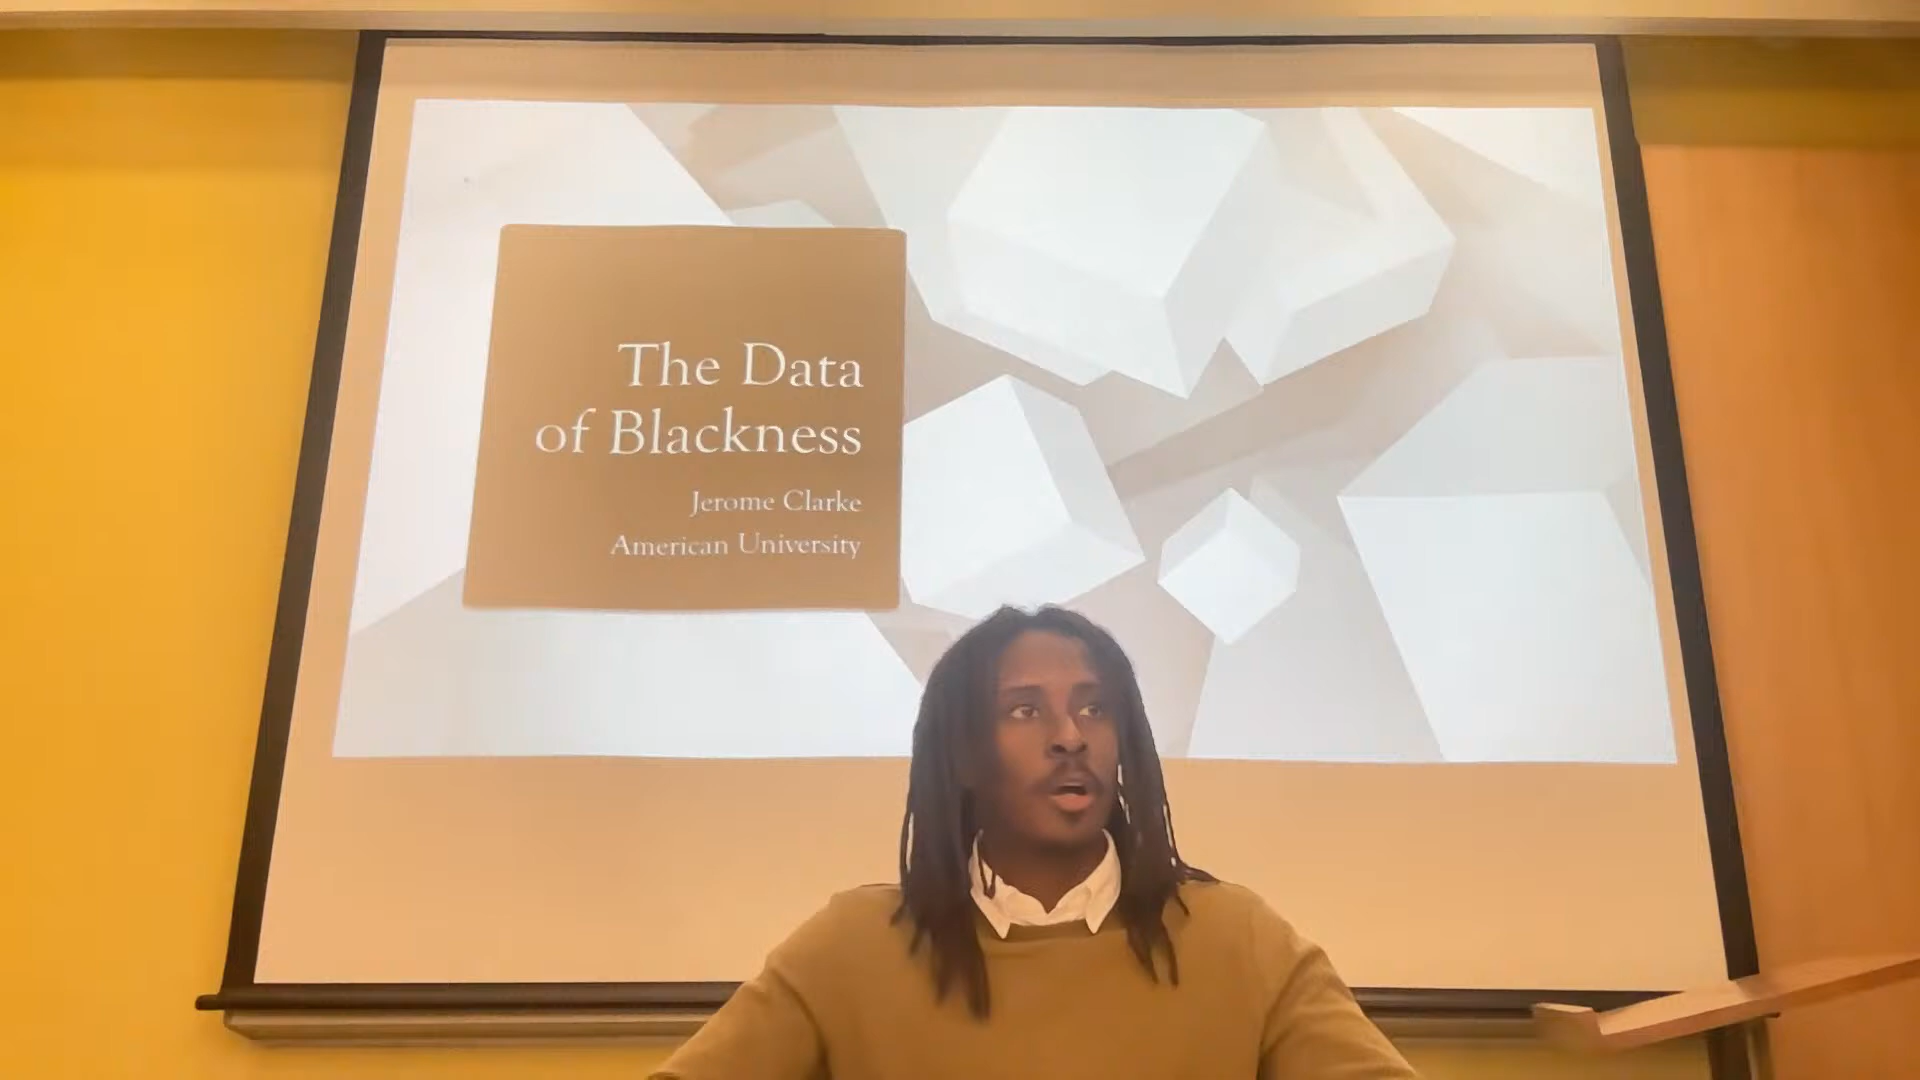 The Data
of Blackness
Jerome Clarke
American University